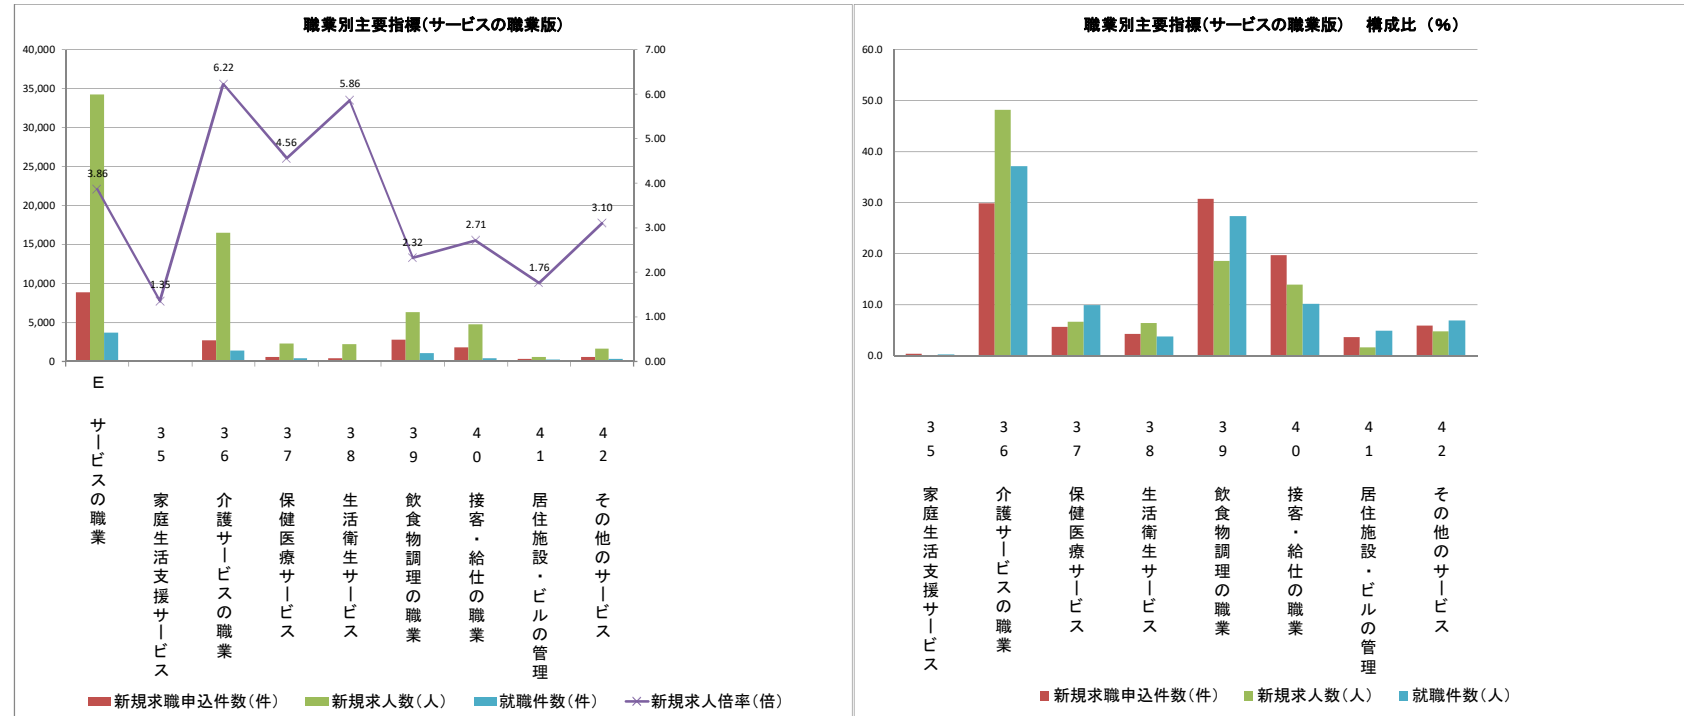 職業別主要指標(サービスの職業版)
40,000
35,000
30,000
25,000
20,000
15,000
10,000
5,000
0
7.00
6.00
5.00
4.00
3.00
2.00
1.00
0.00
3.86
1.35
6.22
4.56
5.86
2.32
2.71
1.76
3.10
E サービスの職業
35 家庭生活支援サービス
36 介護サービスの職業
37 保健医療サービス
38 生活衛生サービス
39 飲食物調理の職業
40 接客・給仕の職業
41 居住施設・ビルの管理
42 その他のサービス
新規求職申込件数(件) 新規求人数(人) 就職件数(件) 新規求人倍率(倍)
職業別主要指標(サービスの職業版) 構成比 (%)
60.0
50.0
40.0
30.0
20.0
10.0
0.0
35 家庭生活支援サービス
36 介護サービスの職業
37 保健医療サービス
38 生活衛生サービス
39 飲食物調理の職業
40 接客・給仕の職業
41 居住施設・ビルの管理
42 その他のサービス
新規求職申込件数(件) 新規求人数(人) 就職件数(人)